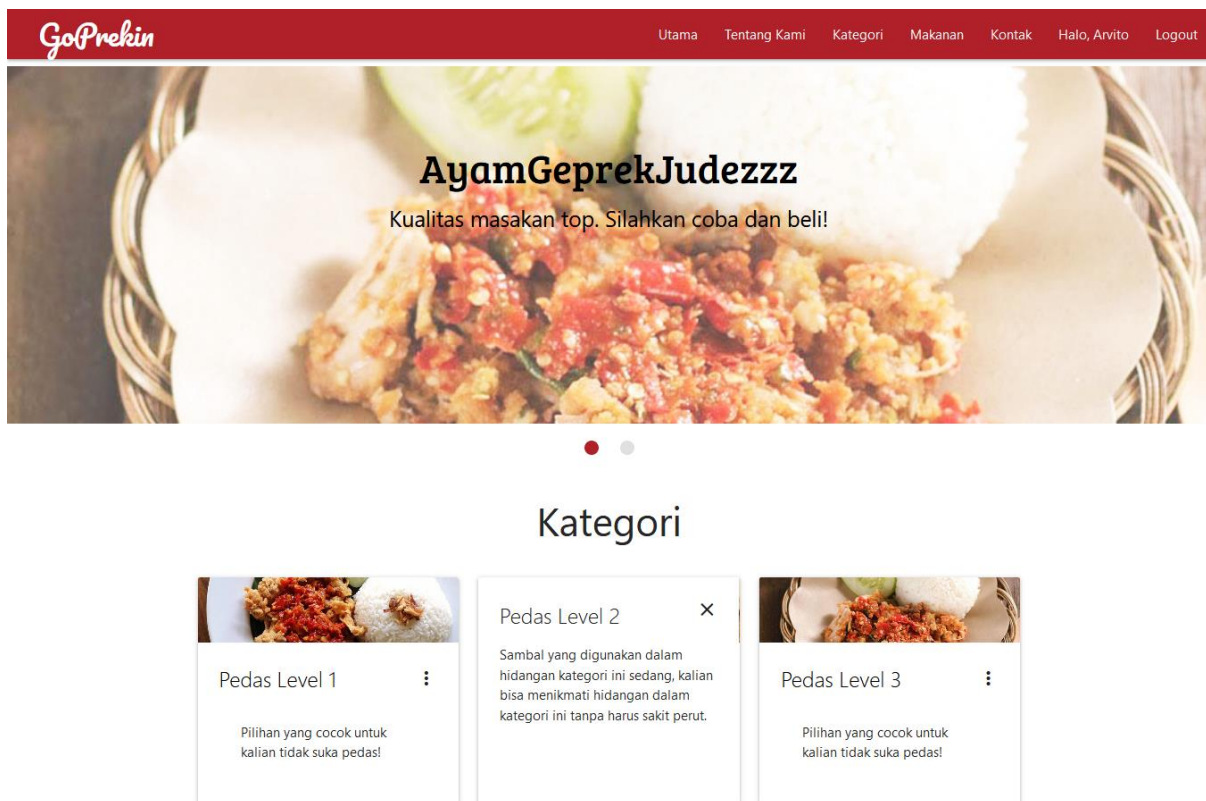 GoPrekin
Utama Tentang Kami Kategori Makanan Kontak Halo, Arvito Logout
AyamGeprekJudezzz
Kualitas masakan top. Silahkan coba dan beli!
Kategori
Pedas Level 1
Pilihan yang cocok untuk
kalian tidak suka pedas!
Pedas Level 2
Sambal yang digunakan dalam
hidangan kategori ini sedang, kalian
bisa menikmati hidangan dalam
kategori ini tanpa harus sakit perut.
Pedas Level 3
Pilihan yang cocok untuk
kalian tidak suka pedas!